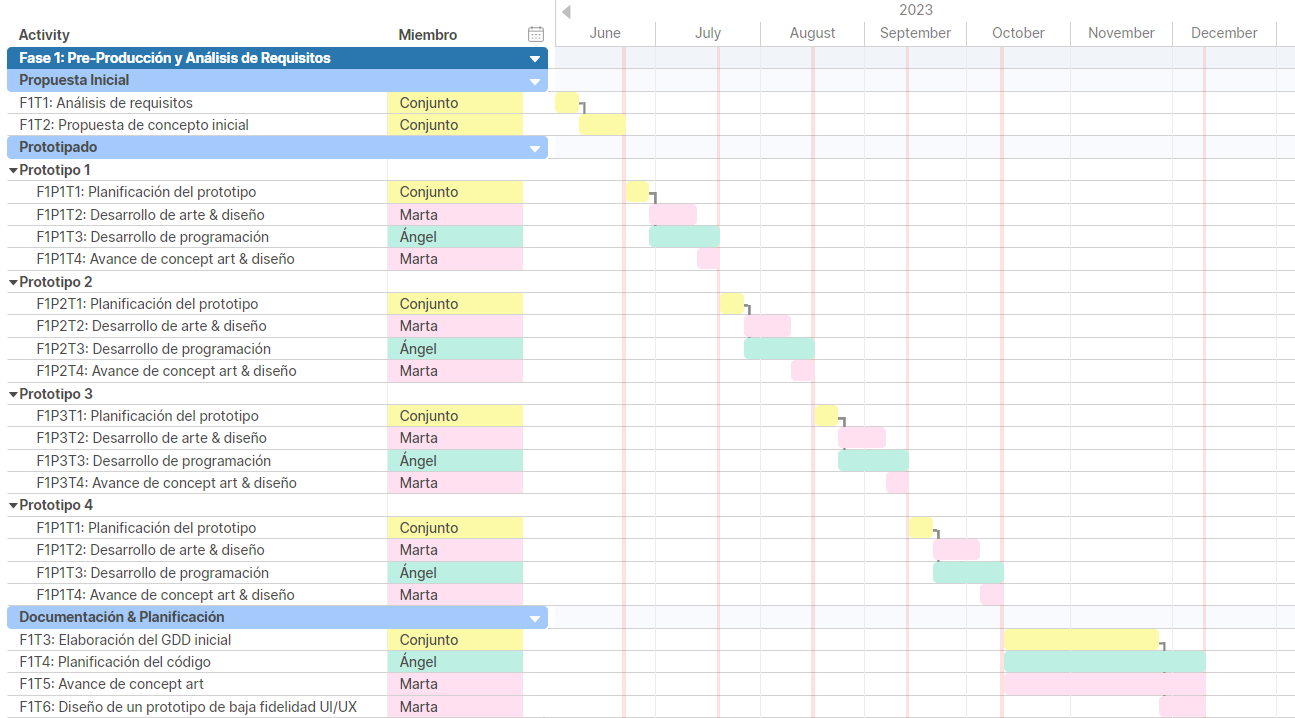 2023
Activity Miembro June July August September October November December
Fase 1: Pre-Producción y Análisis de Requisitos
Propuesta Inicial
F1T1: Análisis de requisitos Conjunto
F1T2: Propuesta de concepto inicial Conjunto
Prototipado
Prototipo 1
F1P1T1: Planificación del prototipo Conjunto
F1P1T2: Desarrollo de arte & diseño Marta
F1P1T3: Desarrollo de programación Ángel
F1P1T4: Avance de concept art & diseño Marta
Prototipo 2
F1P2T1: Planificación del prototipo Conjunto
F1P2T2: Desarrollo de arte & diseño Marta
F1P2T3: Desarrollo de programación Ángel
F1P2T4: Avance de concept art & diseño Marta
Prototipo 3
F1P3T1: Planificación del prototipo Conjunto
F1P3T2: Desarrollo de arte & diseño Marta
F1P3T3: Desarrollo de programación Ángel
F1P3T4: Avance de concept art & diseño Marta
Prototipo 4
F1P1T1: Planificación del prototipo Conjunto
F1P1T2: Desarrollo de arte & diseño Marta
F1P1T3: Desarrollo de programación Ángel
F1P1T4: Avance de concept art & diseño Marta
Documentación & Planificación
F1T3: Elaboración del GDD inicial Conjunto
F1T4: Planificación del código Ángel
F1T5: Avance de concept art Marta
F1T6: Diseño de un prototipo de baja fidelidad UI/UX Marta